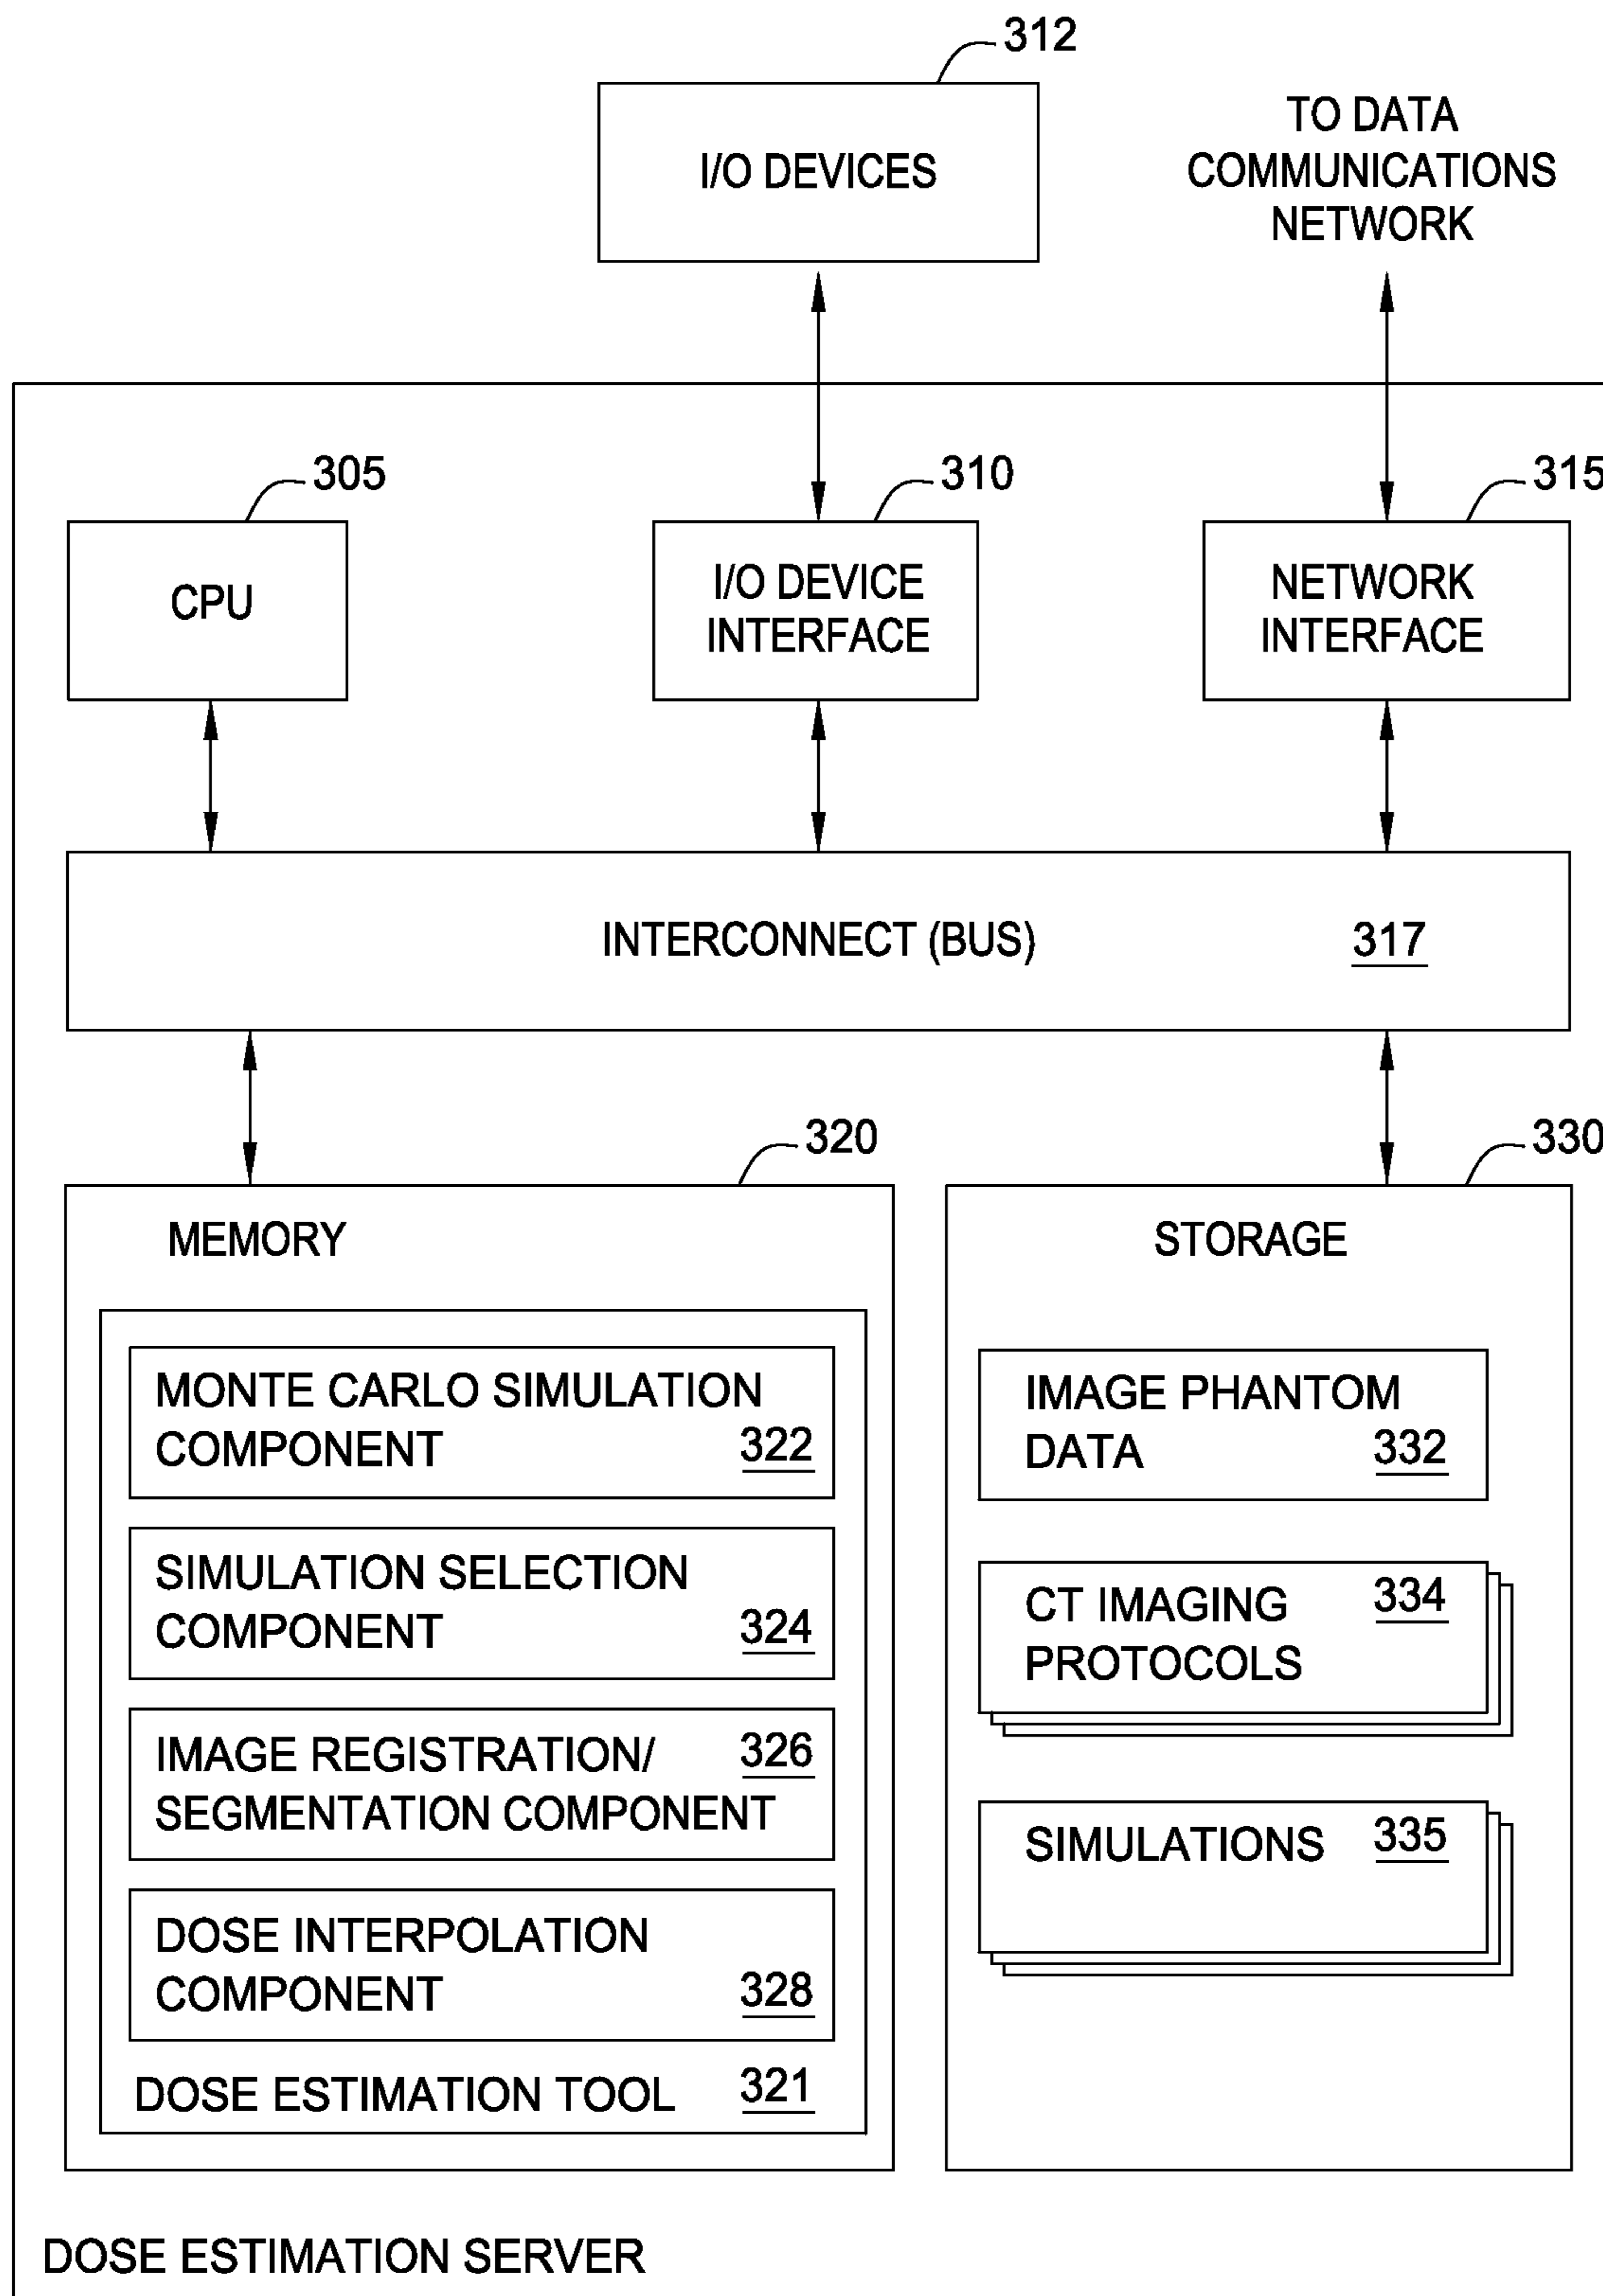 312
I/O DEVICES
TO DATA
COMMUNICATIONS
NETWORK
305
310
315
CPU
I/O DEVICE
INTERFACE
NETWORK
INTERFACE
INTERCONNECT (BUS) 317
320
330
MEMORY
MONTE CARLO SIMULATION
COMPONENT 322
SIMULATION SELECTION
COMPONENT 324
IMAGE REGISTRATION/ 326
SEGMENTATION COMPONENT
DOSE INTERPOLATION
COMPONENT 328
DOSE ESTIMATION TOOL 321
STORAGE
IMAGE PHANTOM
DATA 332
CT IMAGING 334
PROTOCOLS
SIMULATIONS 335
DOSE ESTIMATION SERVER